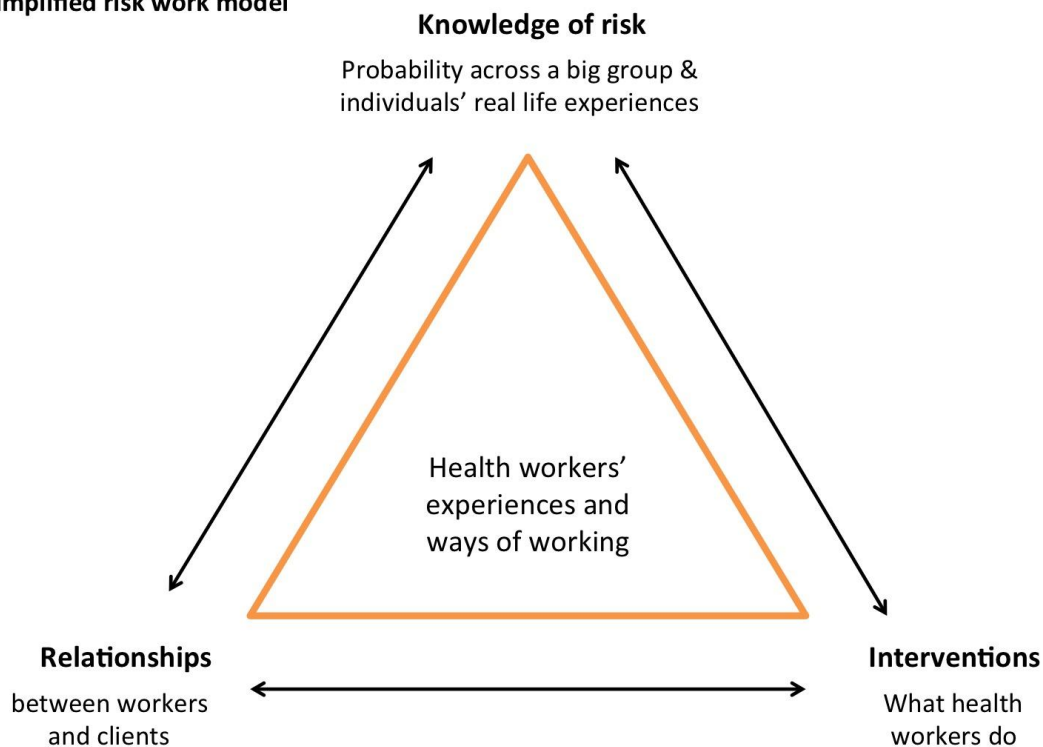 mplified risk work model
Knowledge of risk
Probability across a big group &
individuals’ real life experiences
Health workers’
experiences and
ways of working
Relationships
between workers
and clients
Interventions
What health
workers do